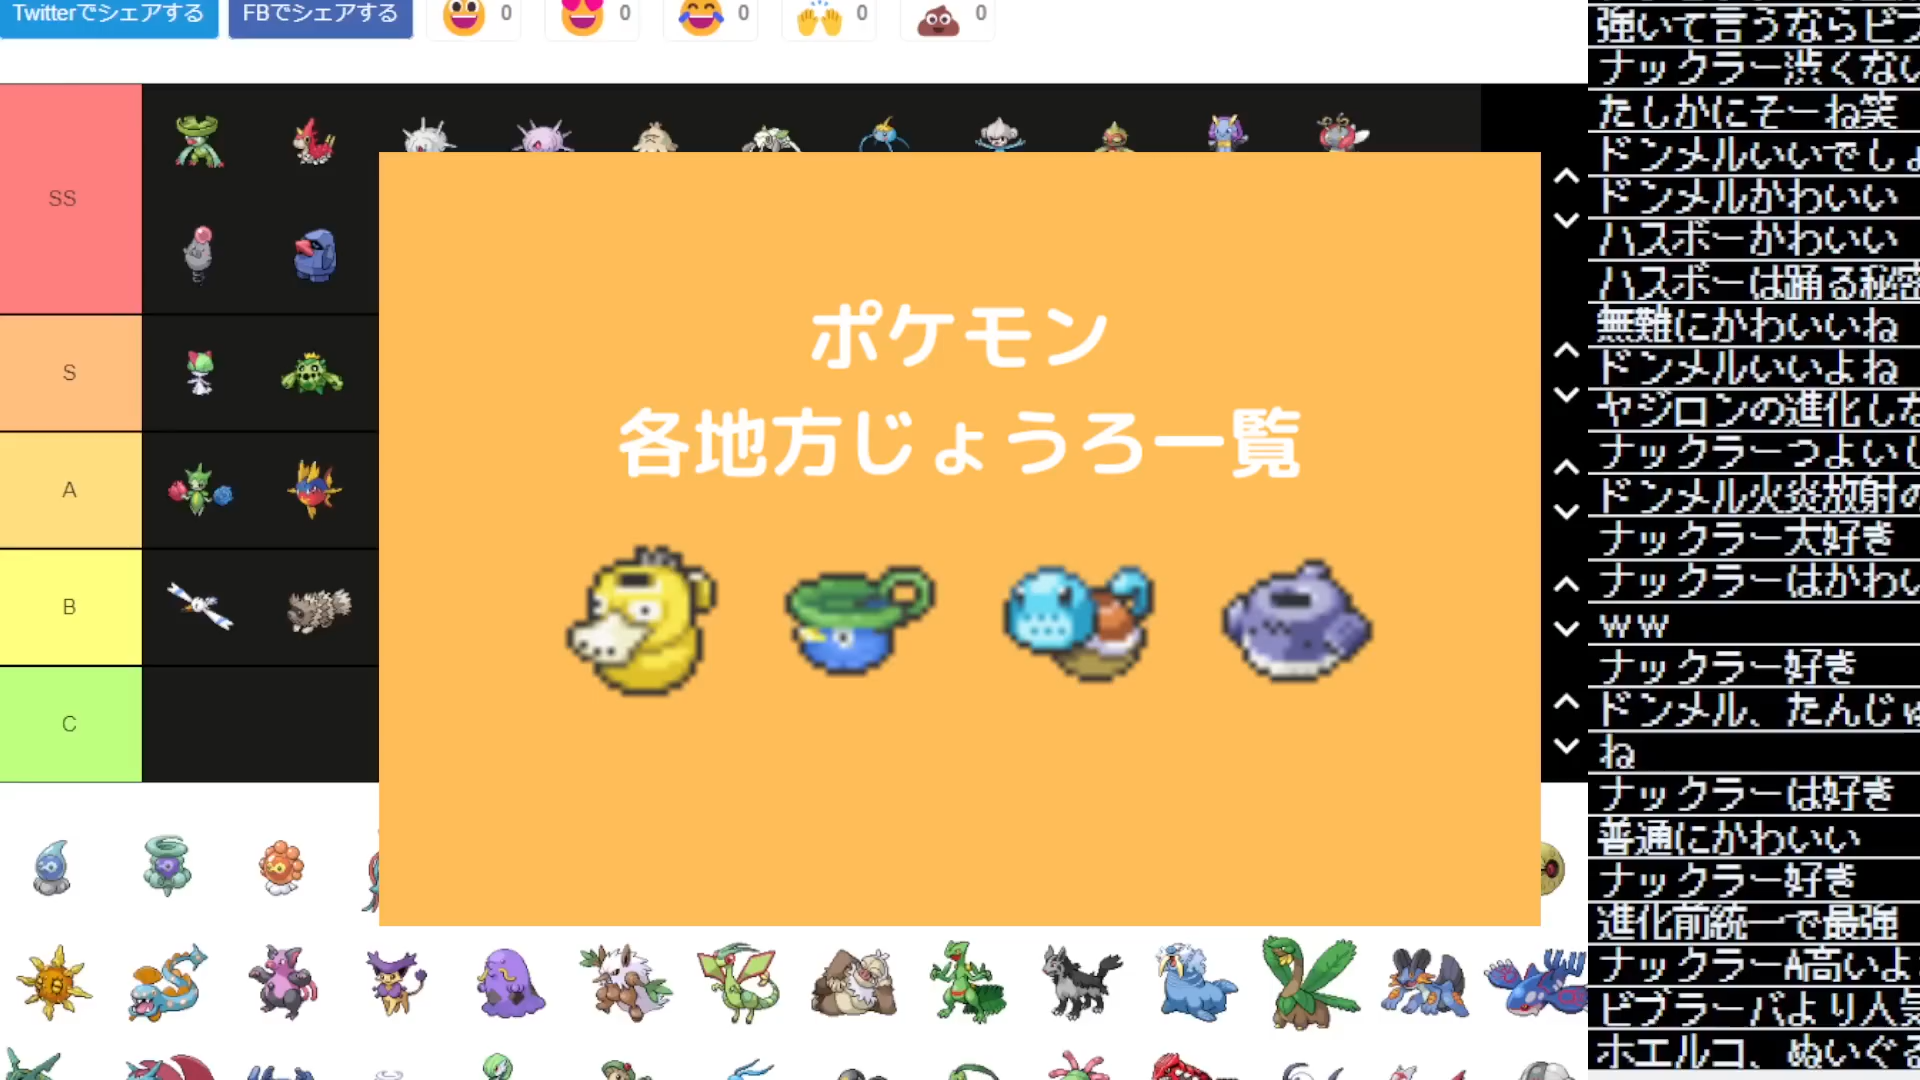 Twitterでシェアする
FBでシェアする
0
0
0
0
0
SS
S
A
B
C
ポケモン
各地方じょうろ一覧
強いて言うならビブ
ナックラー渋くない
たしかにそーね笑
ドンメルいいでしょ
ドンメルかわいい
ハスボーかわいい
ハスボーは踊る秘密
無難にかわいいね
ドンメルいいよね
ヤジロンの進化しな
ナックラーつよいし
ドンメル火炎放射の
ナックラー大好き
ナックラーはかわい
ww
ナックラー好き
ドンメル、たんじゅ
ね
ナックラーは好き
普通にかわいい
ナックラー好き
進化前統一で最強
ナックラーA高いよ
ビブラーバより人気
ホエルコ、ぬいぐる